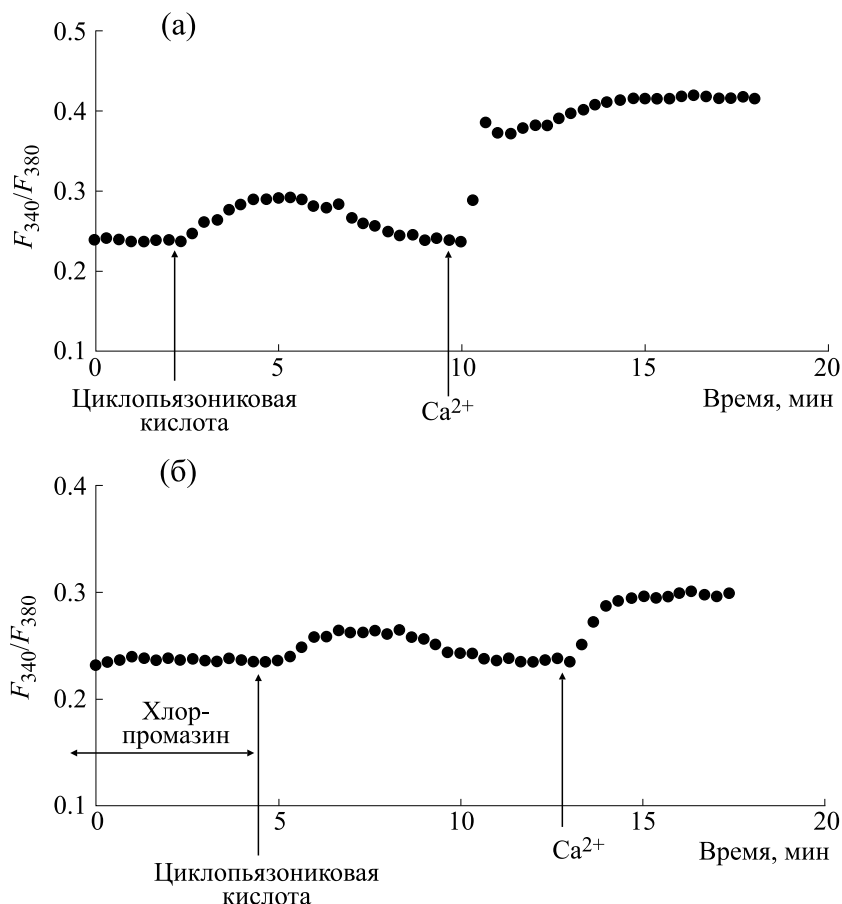 (а)
0.5
0.4
0.3
0.2
0.1
F340/F380
0
5
10
15
20
Циклопьязониковая
кислота
Ca2+
Время, мин
(б)
0.4
0.3
0.2
0.1
F340/F380
Хлор-
промазин
0
5
10
15
20
Циклопьязониковая
кислота
Ca2+
Время, мин